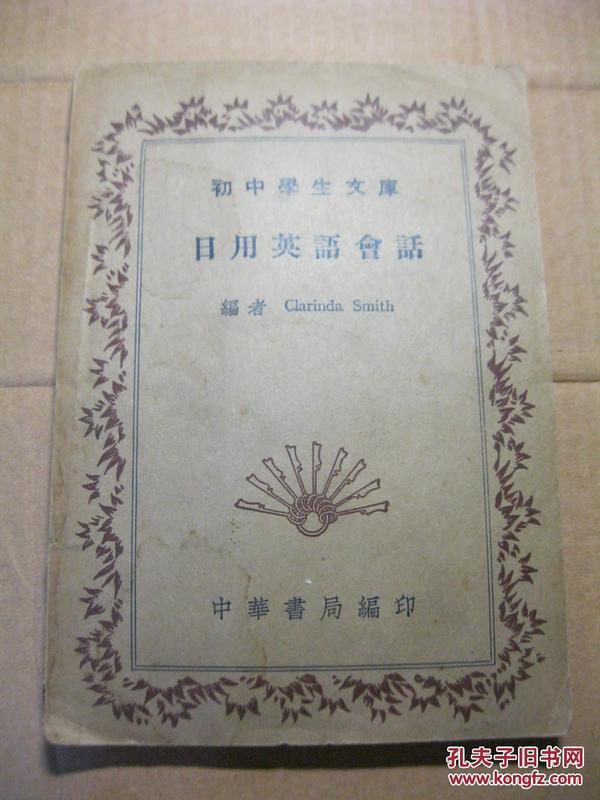 初中學生文庫
日用英語會話
編者 Clarinda Smith
中華書局編印
孔夫子旧书网
www.kongfz.com